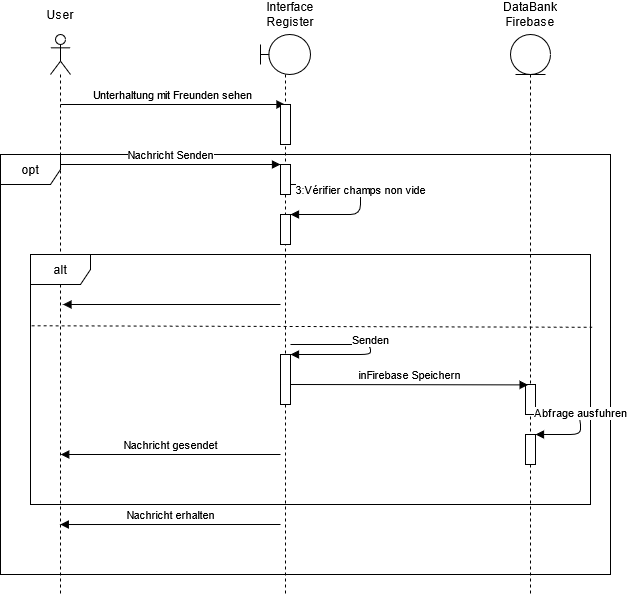 User
Interface
Register
DataBank
Firebase
Unterhaltung mit Freunden sehen
opt
Nachricht Senden
3:Vérifier champs non vide
alt
Senden
inFirebase Speichern
Abfrage ausfuhren
Nachricht gesendet
Nachricht erhalten